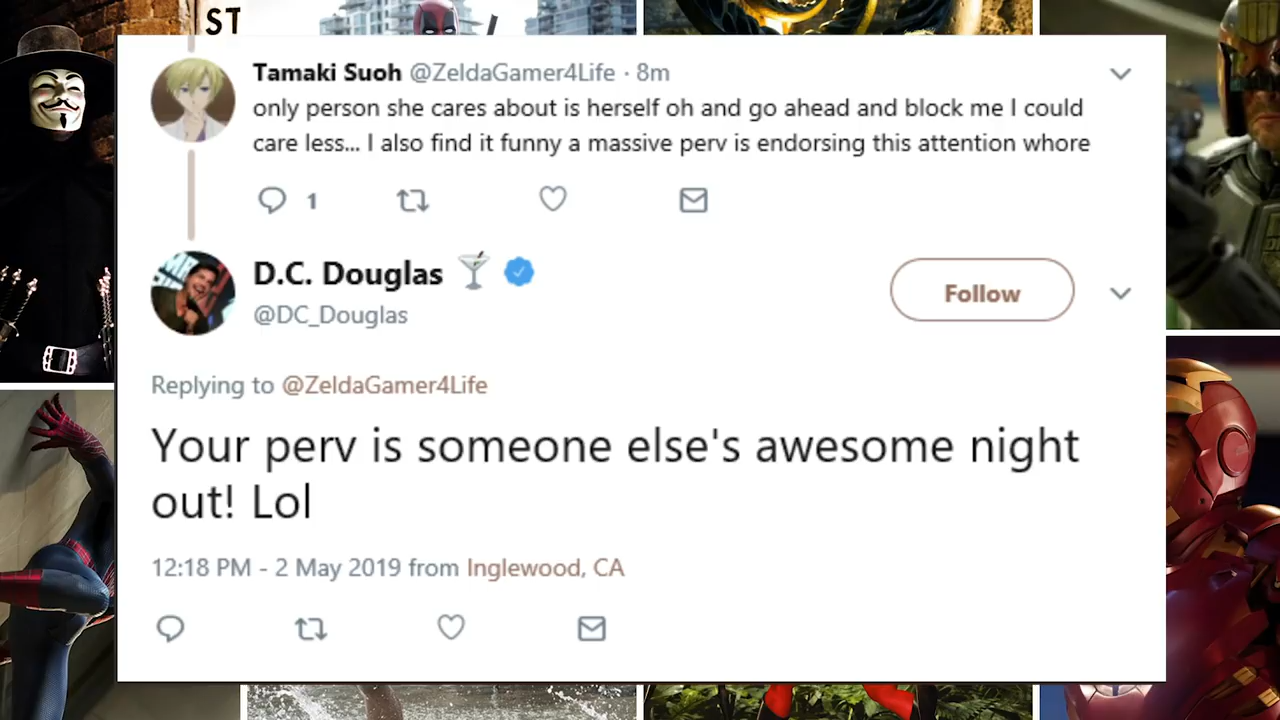 ST
Tamaki Suoh @ZeldaGamer4Life · 8m
only person she cares about is herself oh and go ahead and block me I could
care less... I also find it funny a massive perv is endorsing this attention whore
1
D.C. Douglas
Follow
@DC_Douglas
Replying to @ZeldaGamer4Life
Your perv is someone else's awesome night
out! Lol
12:18 PM - 2 May 2019 from Inglewood, CA